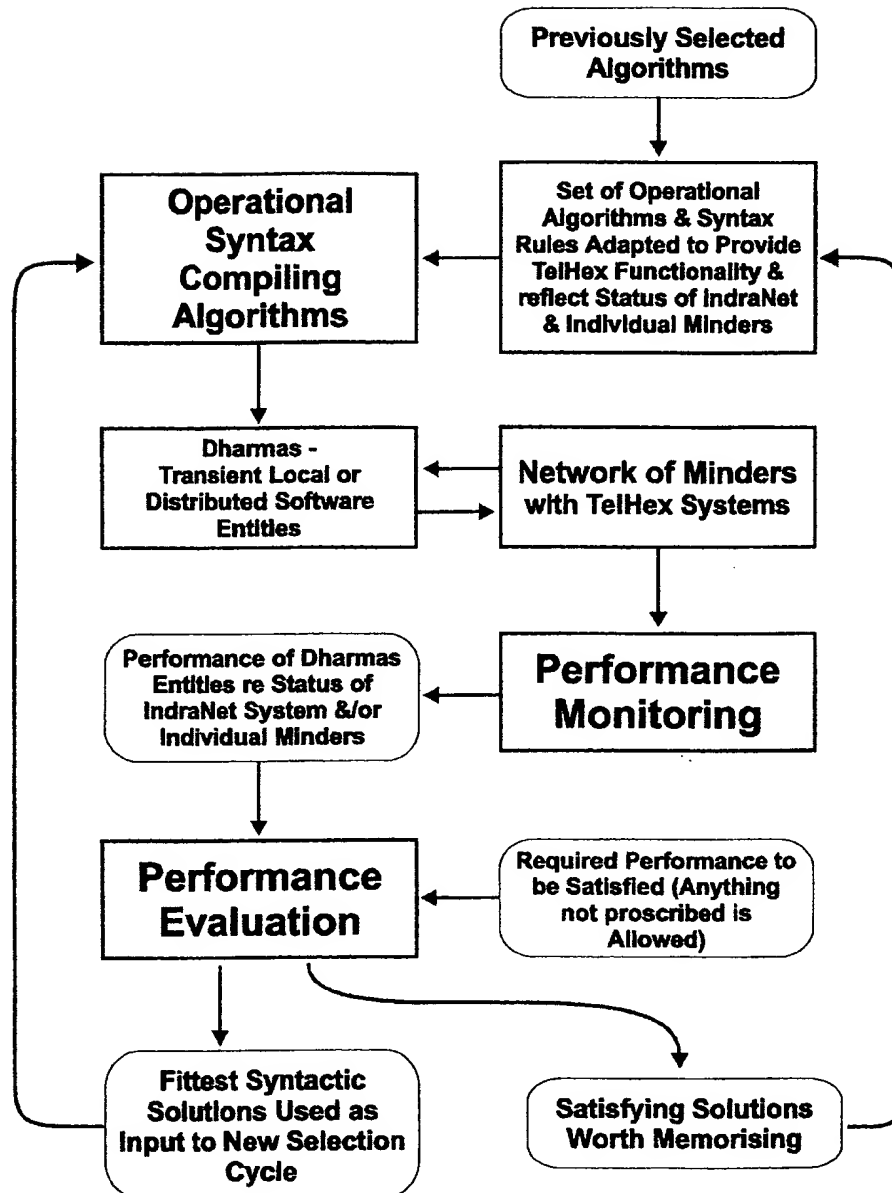 Previously Selected
Algorithms
Operational
Syntax
Compiling
Algorithms
Set of Operational
Algorithms & Syntax
Rules Adapted to Provide
TelHex Functionality &
reflect Status of IndraNet
& Individual Minders
Dharmas -
Transient Local or
Distributed Software
Entities
Network of Minders
with TelHex Systems
Performance of Dharmas
Entities re Status of
IndraNet System &/or
Individual Minders
Performance
Monitoring
Performance
Evaluation
Required Performance to
be Satisfied (Anything
not proscribed is
Allowed)
Fittest Syntactic
Solutions Used as
Input to New Selection
Cycle
Satisfying Solutions
Worth Memorising